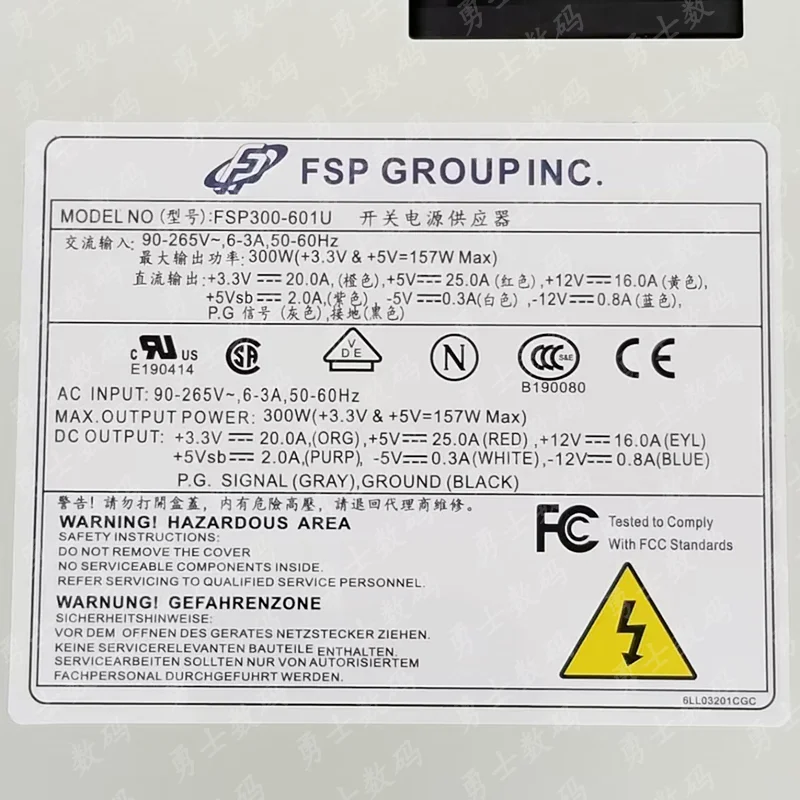 FSP GROUP INC.
MODEL NO (型号):FSP300-601U 开关电源供应器
交流输入: 90-265V~,6-3A,50-60Hz
最大输出功率: 300W(+3.3V & +5V=157W Max)
直流输出:+3.3V⎓20.0A,(橙色),+5V⎓25.0A(红色),+12V⎓16.0A(黄色),
+5Vsb⎓2.0A,(紫色), -5V⎓0.3A(白色) ,-12V⎓0.8A(蓝色),
P.G 信号 (灰色),接地(黑色)
c RU US
E190414
SA
VDE
N
CCC S&E
B190080
CE
AC INPUT: 90-265V~,6-3A,50-60Hz
MAX.OUTPUT POWER: 300W(+3.3V & +5V=157W Max)
DC OUTPUT: +3.3V⎓20.0A,(ORG),+5V⎓25.0A(RED) ,+12V⎓16.0A(EYL)
+5Vsb⎓2.0A,(PURP), -5V⎓0.3A(WHITE),-12V⎓0.8A(BLUE)
P.G. SIGNAL (GRAY),GROUND (BLACK)
警告! 請勿打開盒蓋, 内有危險高壓, 請退回代理商維修。
WARNING! HAZARDOUS AREA
SAFETY INSTRUCTIONS:
DO NOT REMOVE THE COVER
NO SERVICEABLE COMPONENTS INSIDE.
REFER SERVICING TO QUALIFIED SERVICE PERSONNEL.
FC Tested to Comply
With FCC Standards
WARNUNG! GEFAHRENZONE
SICHERHEITSHINWEISE:
VOR DEM OFFNEN DES GERATES NETZSTECKER ZIEHEN.
KEINE SERVICERELEVANTEN BAUTEILE ENTHALTEN.
SERVICEARBEITEN SOLLTEN NUR VON AUTORISIERTEM
FACHPERSONAL DURCHGEFUHRT WERDEN.
6LL03201CGC
勇士数码